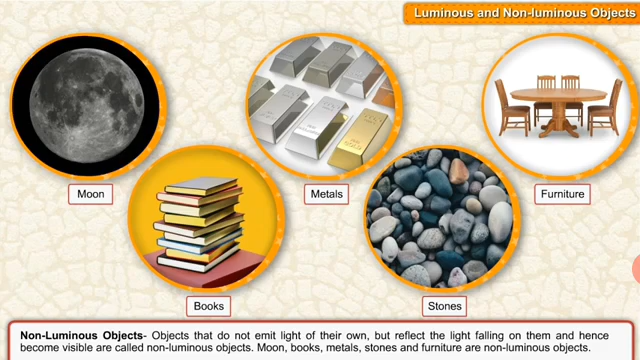 Luminous and Non-luminous Objects
Moon
Metals
Furniture
Books
Stones
Non-Luminous Objects- Objects that do not emit light of their own, but reflect the light falling on them and hence
become visible are called non-luminous objects. Moon, books, metals, stones and furniture are non-luminous objects.